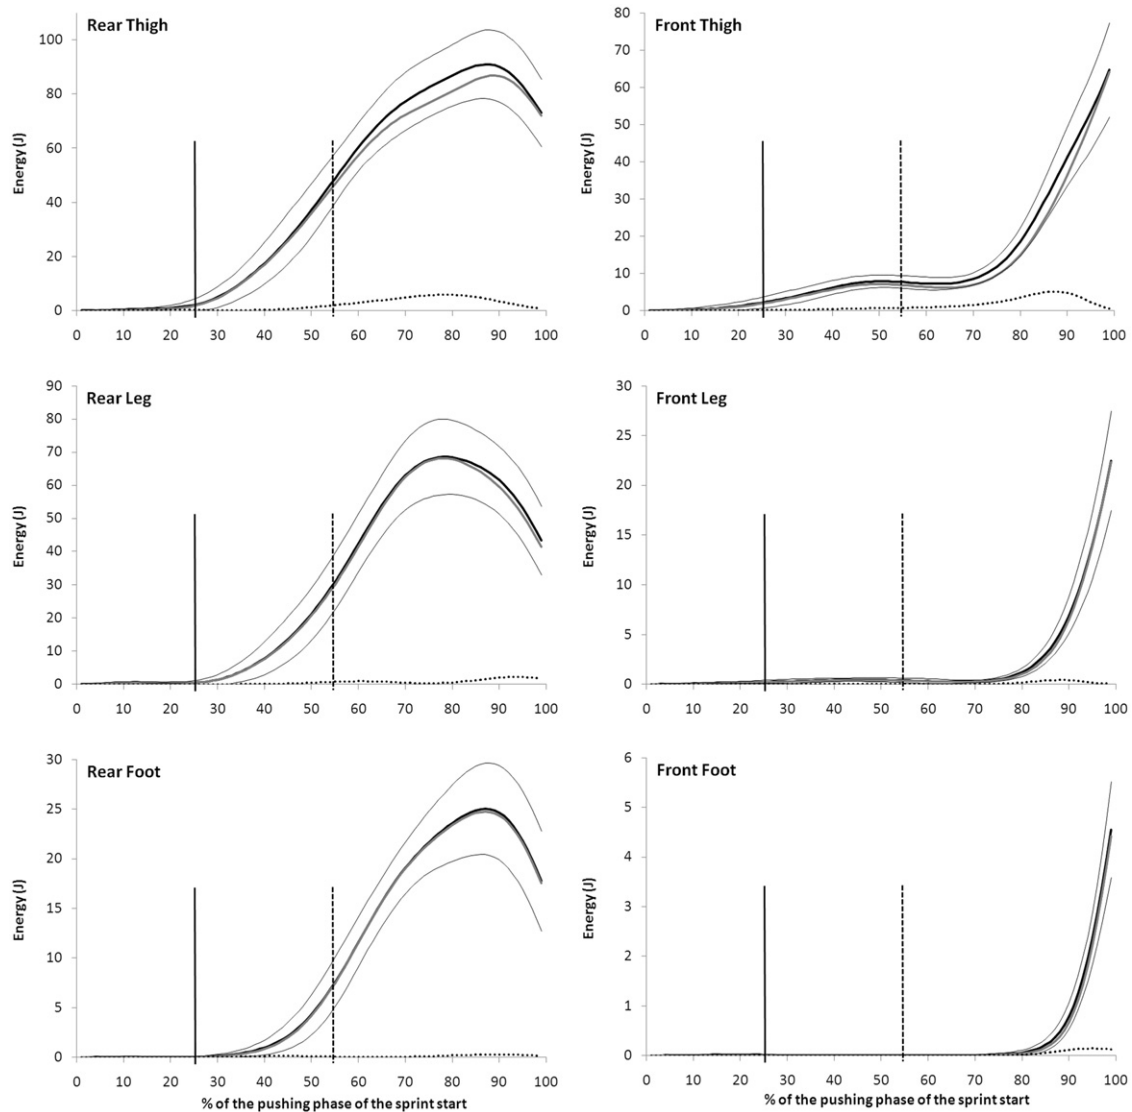 Rear Thigh
Energy (J)
100
80
60
40
20
0
0 10 20 30 40 50 60 70 80 90 100
Front Thigh
Energy (J)
80
70
60
50
40
30
20
10
0
0 10 20 30 40 50 60 70 80 90 100
Rear Leg
Energy (J)
90
80
70
60
50
40
30
20
10
0
0 10 20 30 40 50 60 70 80 90 100
Front Leg
Energy (J)
30
25
20
15
10
5
0
0 10 20 30 40 50 60 70 80 90 100
Rear Foot
Energy (J)
30
25
20
15
10
5
0
0 10 20 30 40 50 60 70 80 90 100
% of the pushing phase of the sprint start
Front Foot
Energy (J)
6
5
4
3
2
1
0
0 10 20 30 40 50 60 70 80 90 100
% of the pushing phase of the sprint start